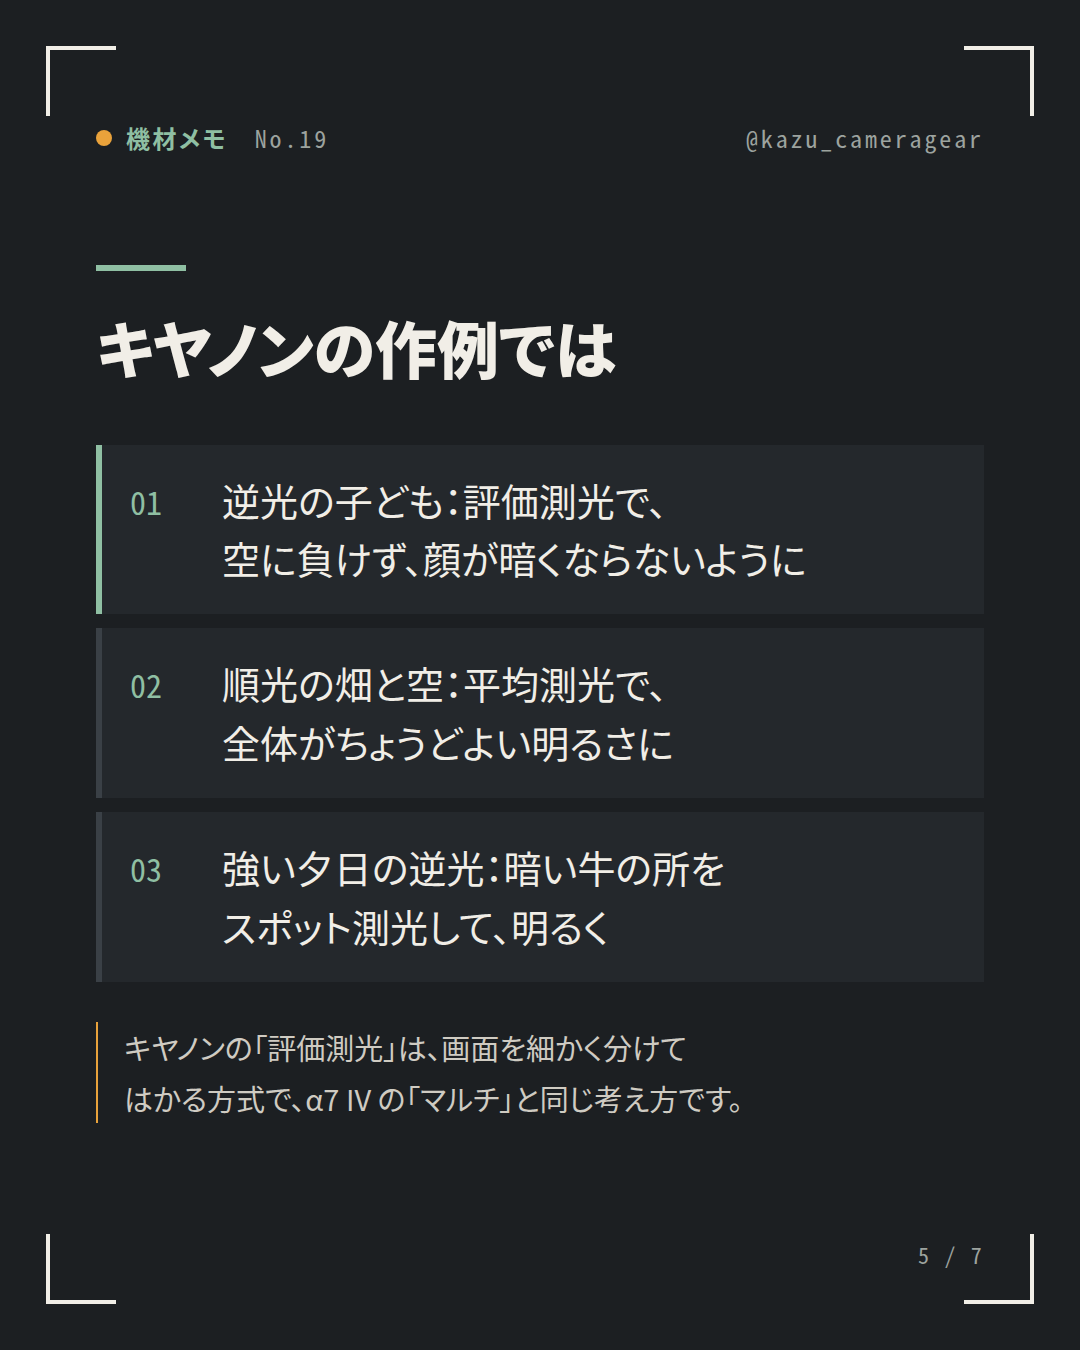 機材メモ No.19
@kazu_cameragear
キヤノンの作例では
01 逆光の子ども：評価測光で、
空に負けず、顔が暗くならないように
02 順光の畑と空：平均測光で、
全体がちょうどよい明るさに
03 強い夕日の逆光：暗い牛の所を
スポット測光して、明るく
キヤノンの「評価測光」は、画面を細かく分けて
はかる方式で、α7 IV の「マルチ」と同じ考え方です。
5 / 7